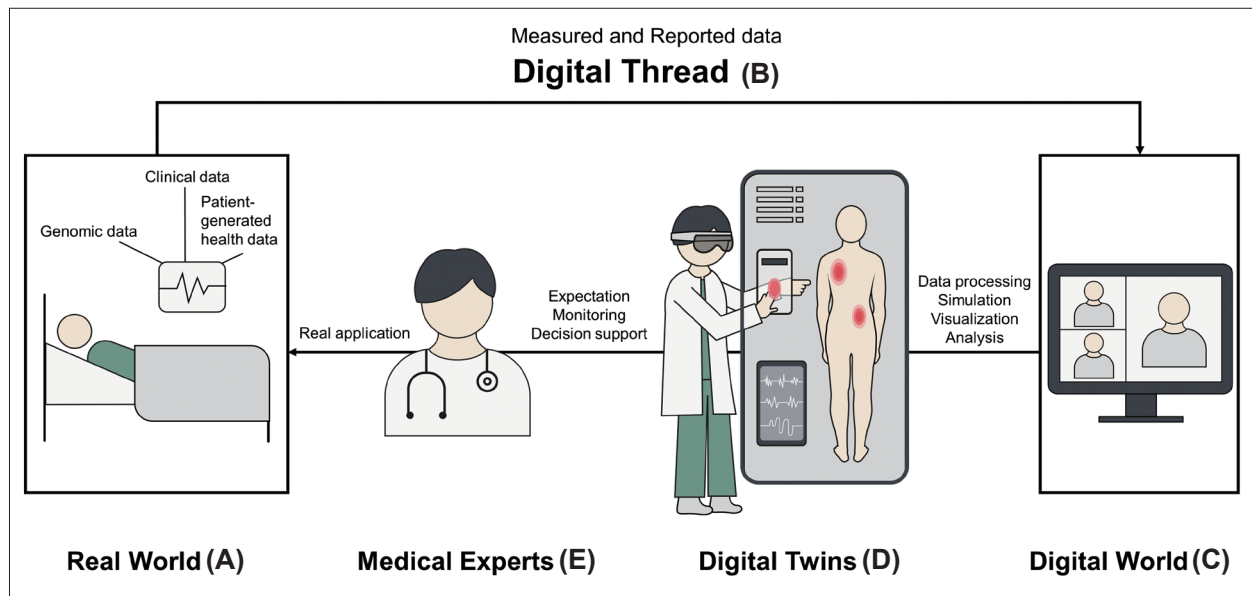 Measured and Reported data
Digital Thread (B)
Clinical data
Patient-
generated
health data
Genomic data
Real application
Expectation
Monitoring
Decision support
Data processing
Simulation
Visualization
Analysis
Real World (A)
Medical Experts (E)
Digital Twins (D)
Digital World (C)